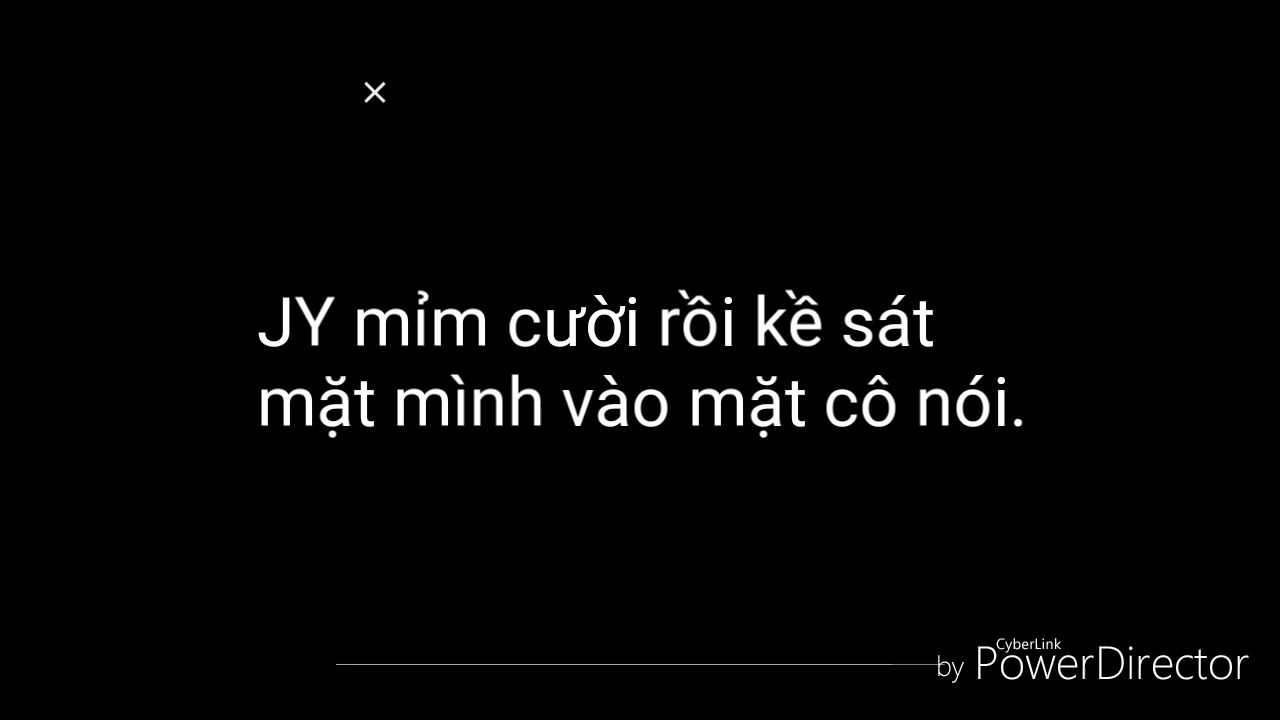 JY mỉm cười rồi kề sát
mặt mình vào mặt cô nói.
CyberLink
by PowerDirector